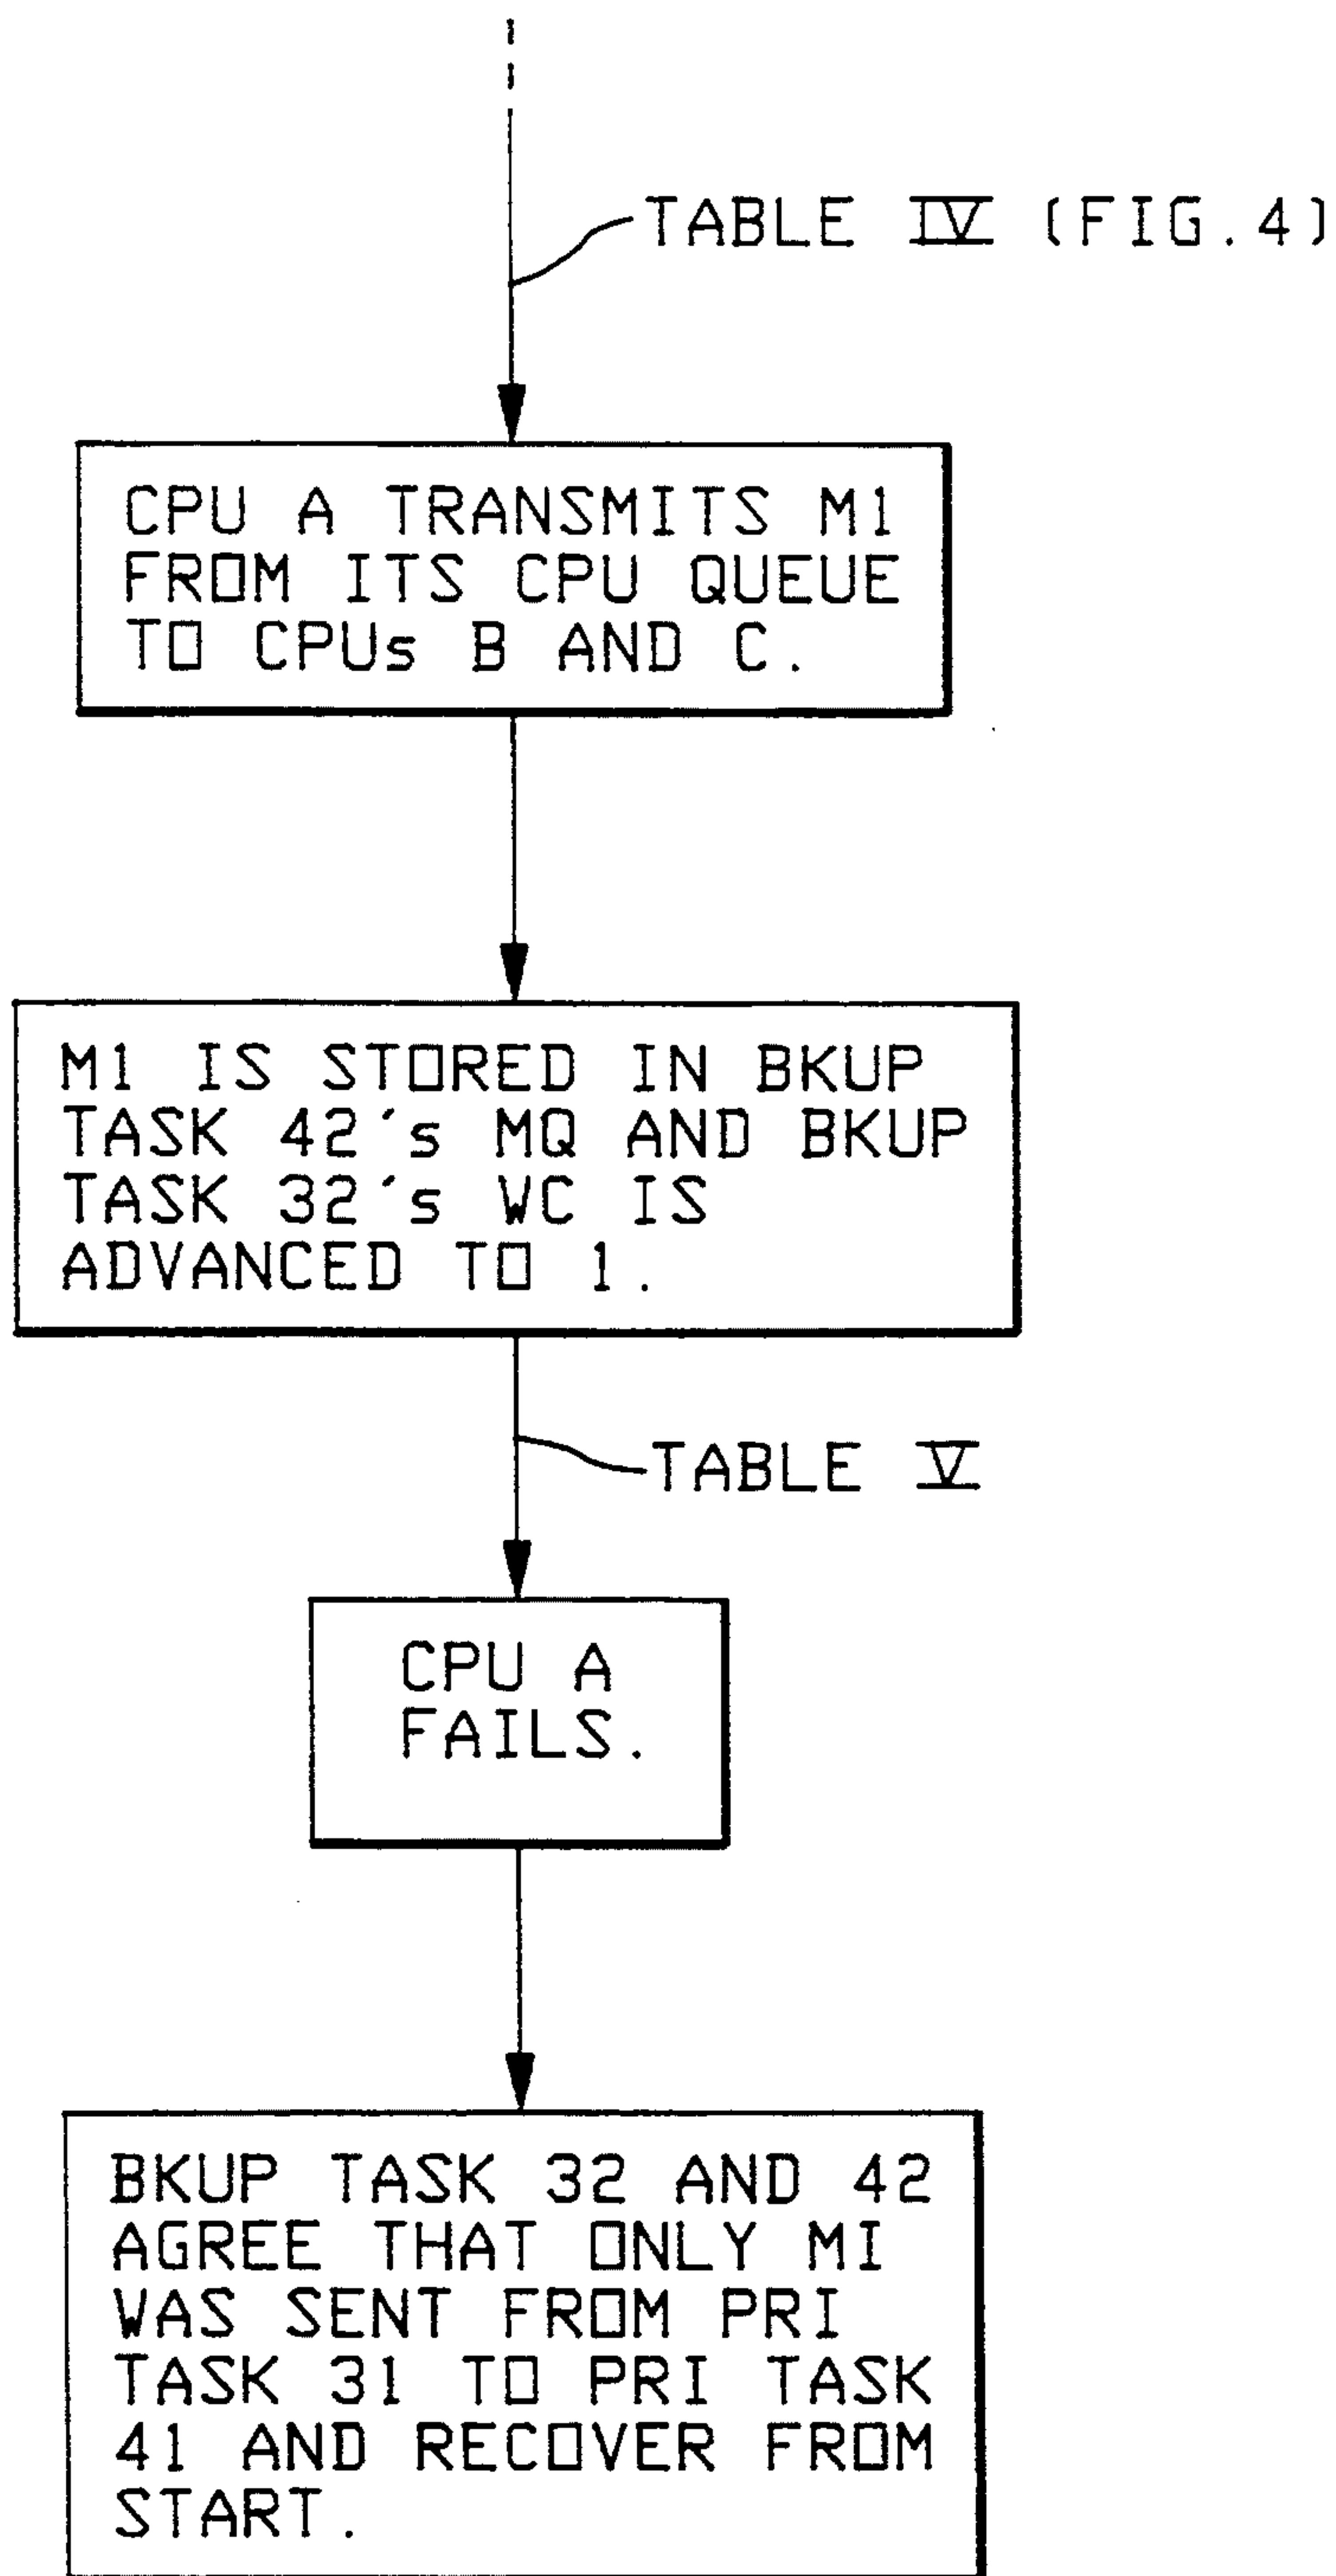 TABLE IV (FIG.4)
CPU A TRANSMITS M1
FROM ITS CPU QUEUE
TO CPUs B AND C.
M1 IS STORED IN BKUP
TASK 42's MQ AND BKUP
TASK 32's WC IS
ADVANCED TO 1.
TABLE V
CPU A
FAILS.
BKUP TASK 32 AND 42
AGREE THAT ONLY MI
WAS SENT FROM PRI
TASK 31 TO PRI TASK
41 AND RECOVER FROM
START.